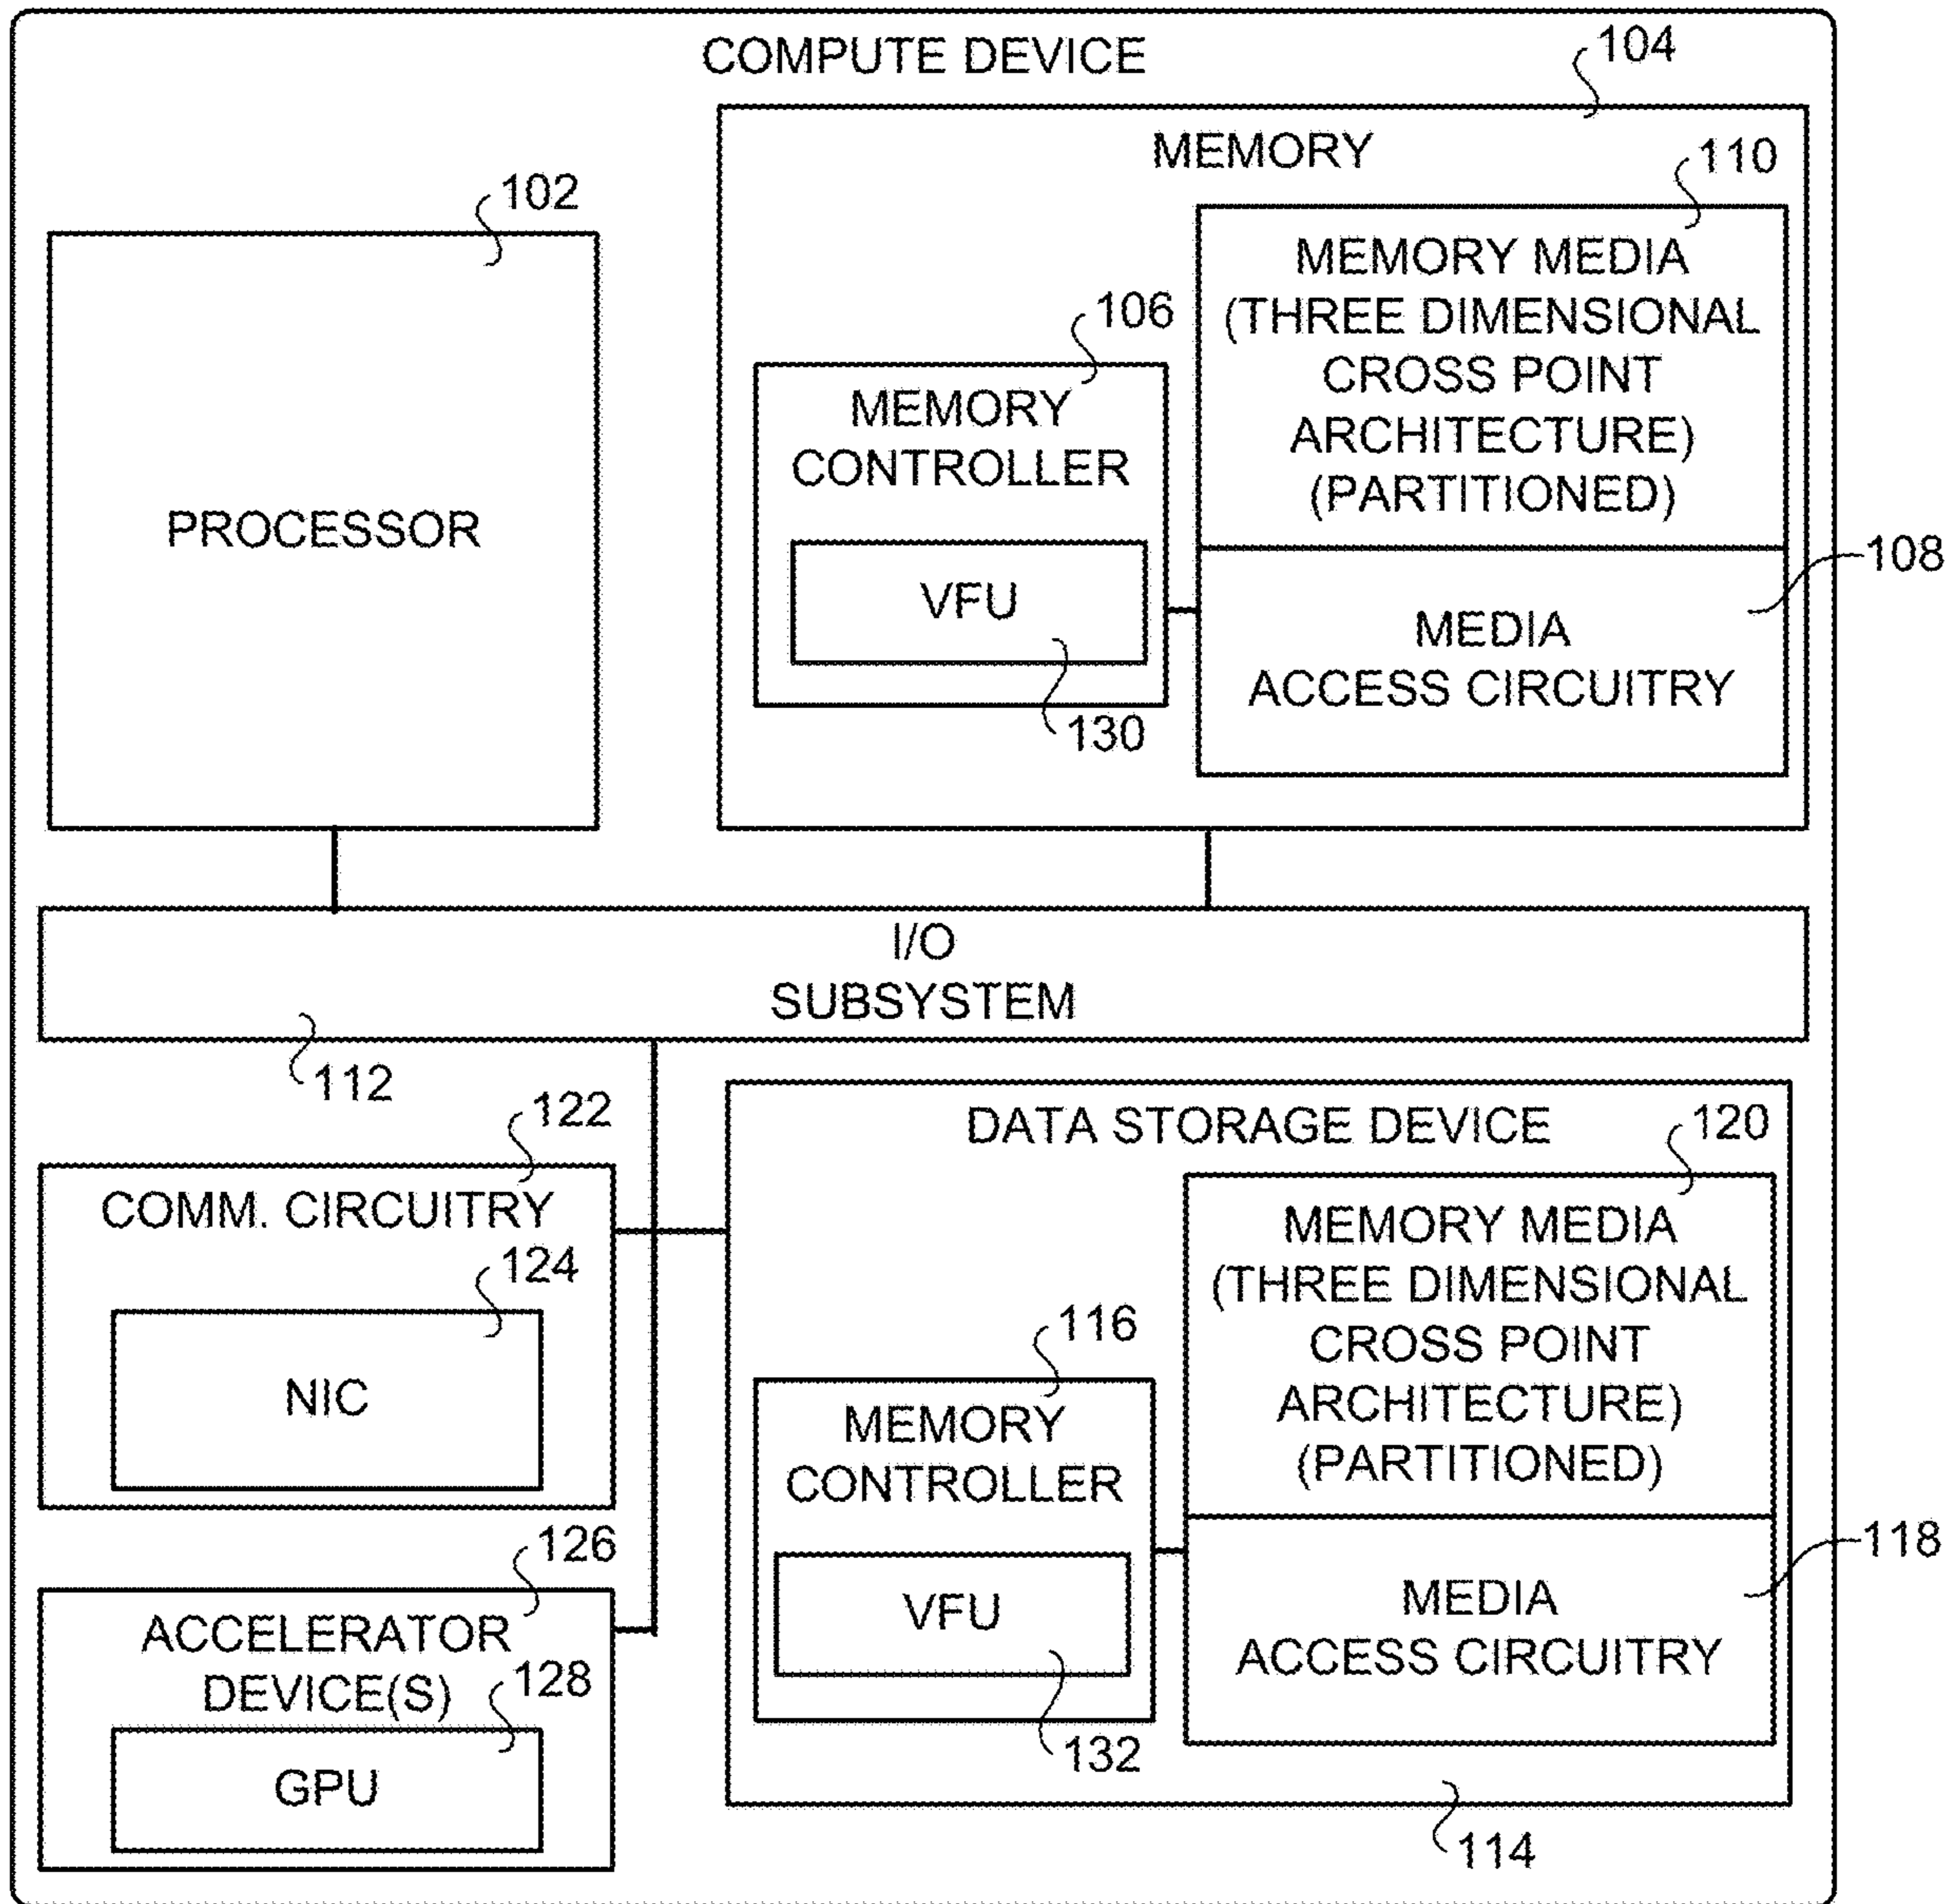 COMPUTE DEVICE
104
MEMORY
110
102
MEMORY MEDIA
(THREE DIMENSIONAL
CROSS POINT
ARCHITECTURE)
(PARTITIONED)
106
MEMORY
CONTROLLER
PROCESSOR
VFU
108
MEDIA
ACCESS CIRCUITRY
130
I/O
SUBSYSTEM
112
122
DATA STORAGE DEVICE
120
COMM. CIRCUITRY
124
NIC
MEMORY MEDIA
(THREE DIMENSIONAL
CROSS POINT
ARCHITECTURE)
(PARTITIONED)
116
MEMORY
CONTROLLER
126
118
ACCELERATOR
DEVICE(S)
128
GPU
VFU
MEDIA
ACCESS CIRCUITRY
132
114